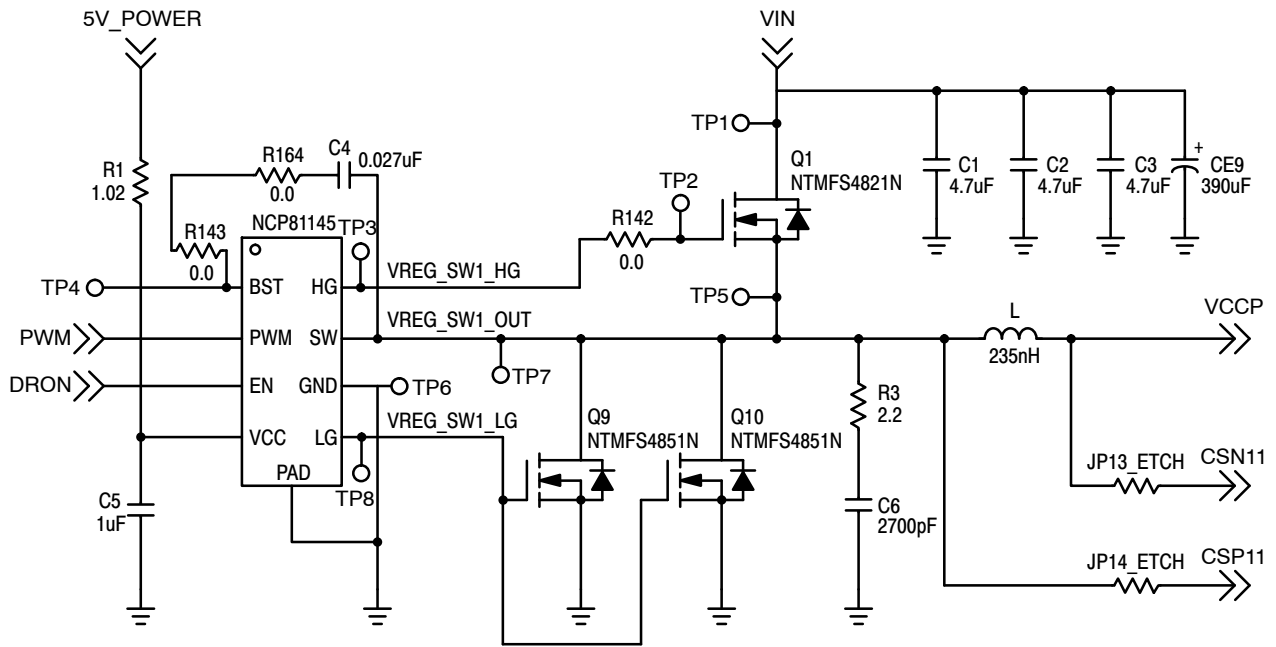 5V_POWER
VIN
TP1
R1
1.02
R164
0.0
C4
0.027uF
Q1
NTMFS4821N
C1
4.7uF
C2
4.7uF
C3
4.7uF
+
CE9
390uF
TP2
R143
0.0
NCP81145
TP3
R142
0.0
TP4
BST
HG
VREG_SW1_HG
TP5
PWM
PWM
SW
VREG_SW1_OUT
L
235nH
VCCP
DRON
EN
GND
TP6
TP7
R3
2.2
VCC
LG
VREG_SW1_LG
Q9
NTMFS4851N
Q10
NTMFS4851N
PAD
TP8
C5
1uF
C6
2700pF
JP13_ETCH
CSN11
JP14_ETCH
CSP11